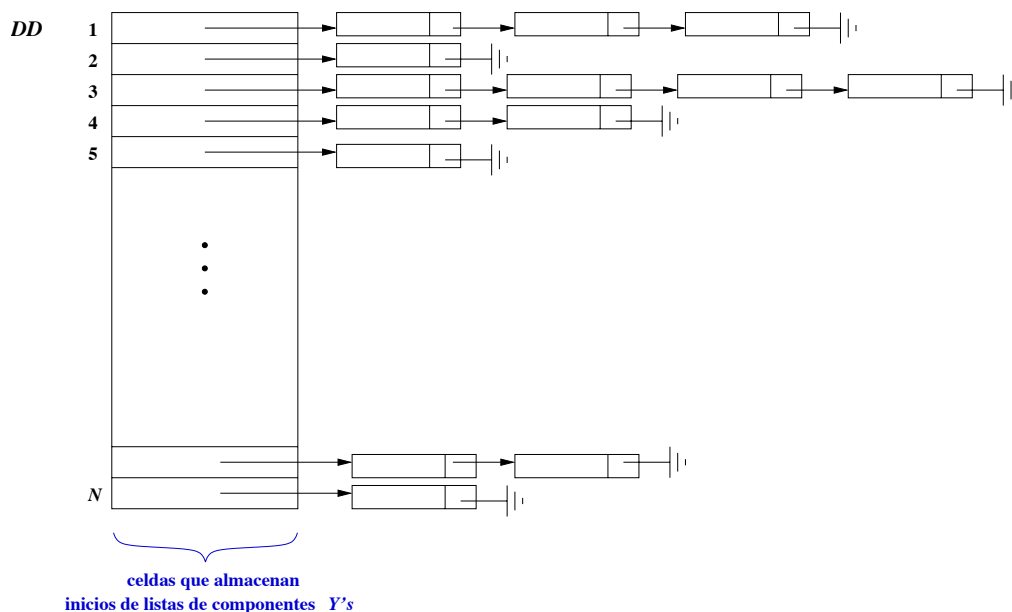 DD 1
2
3
4
5
N
celdas que almacenan
inicios de listas de componentes Y's